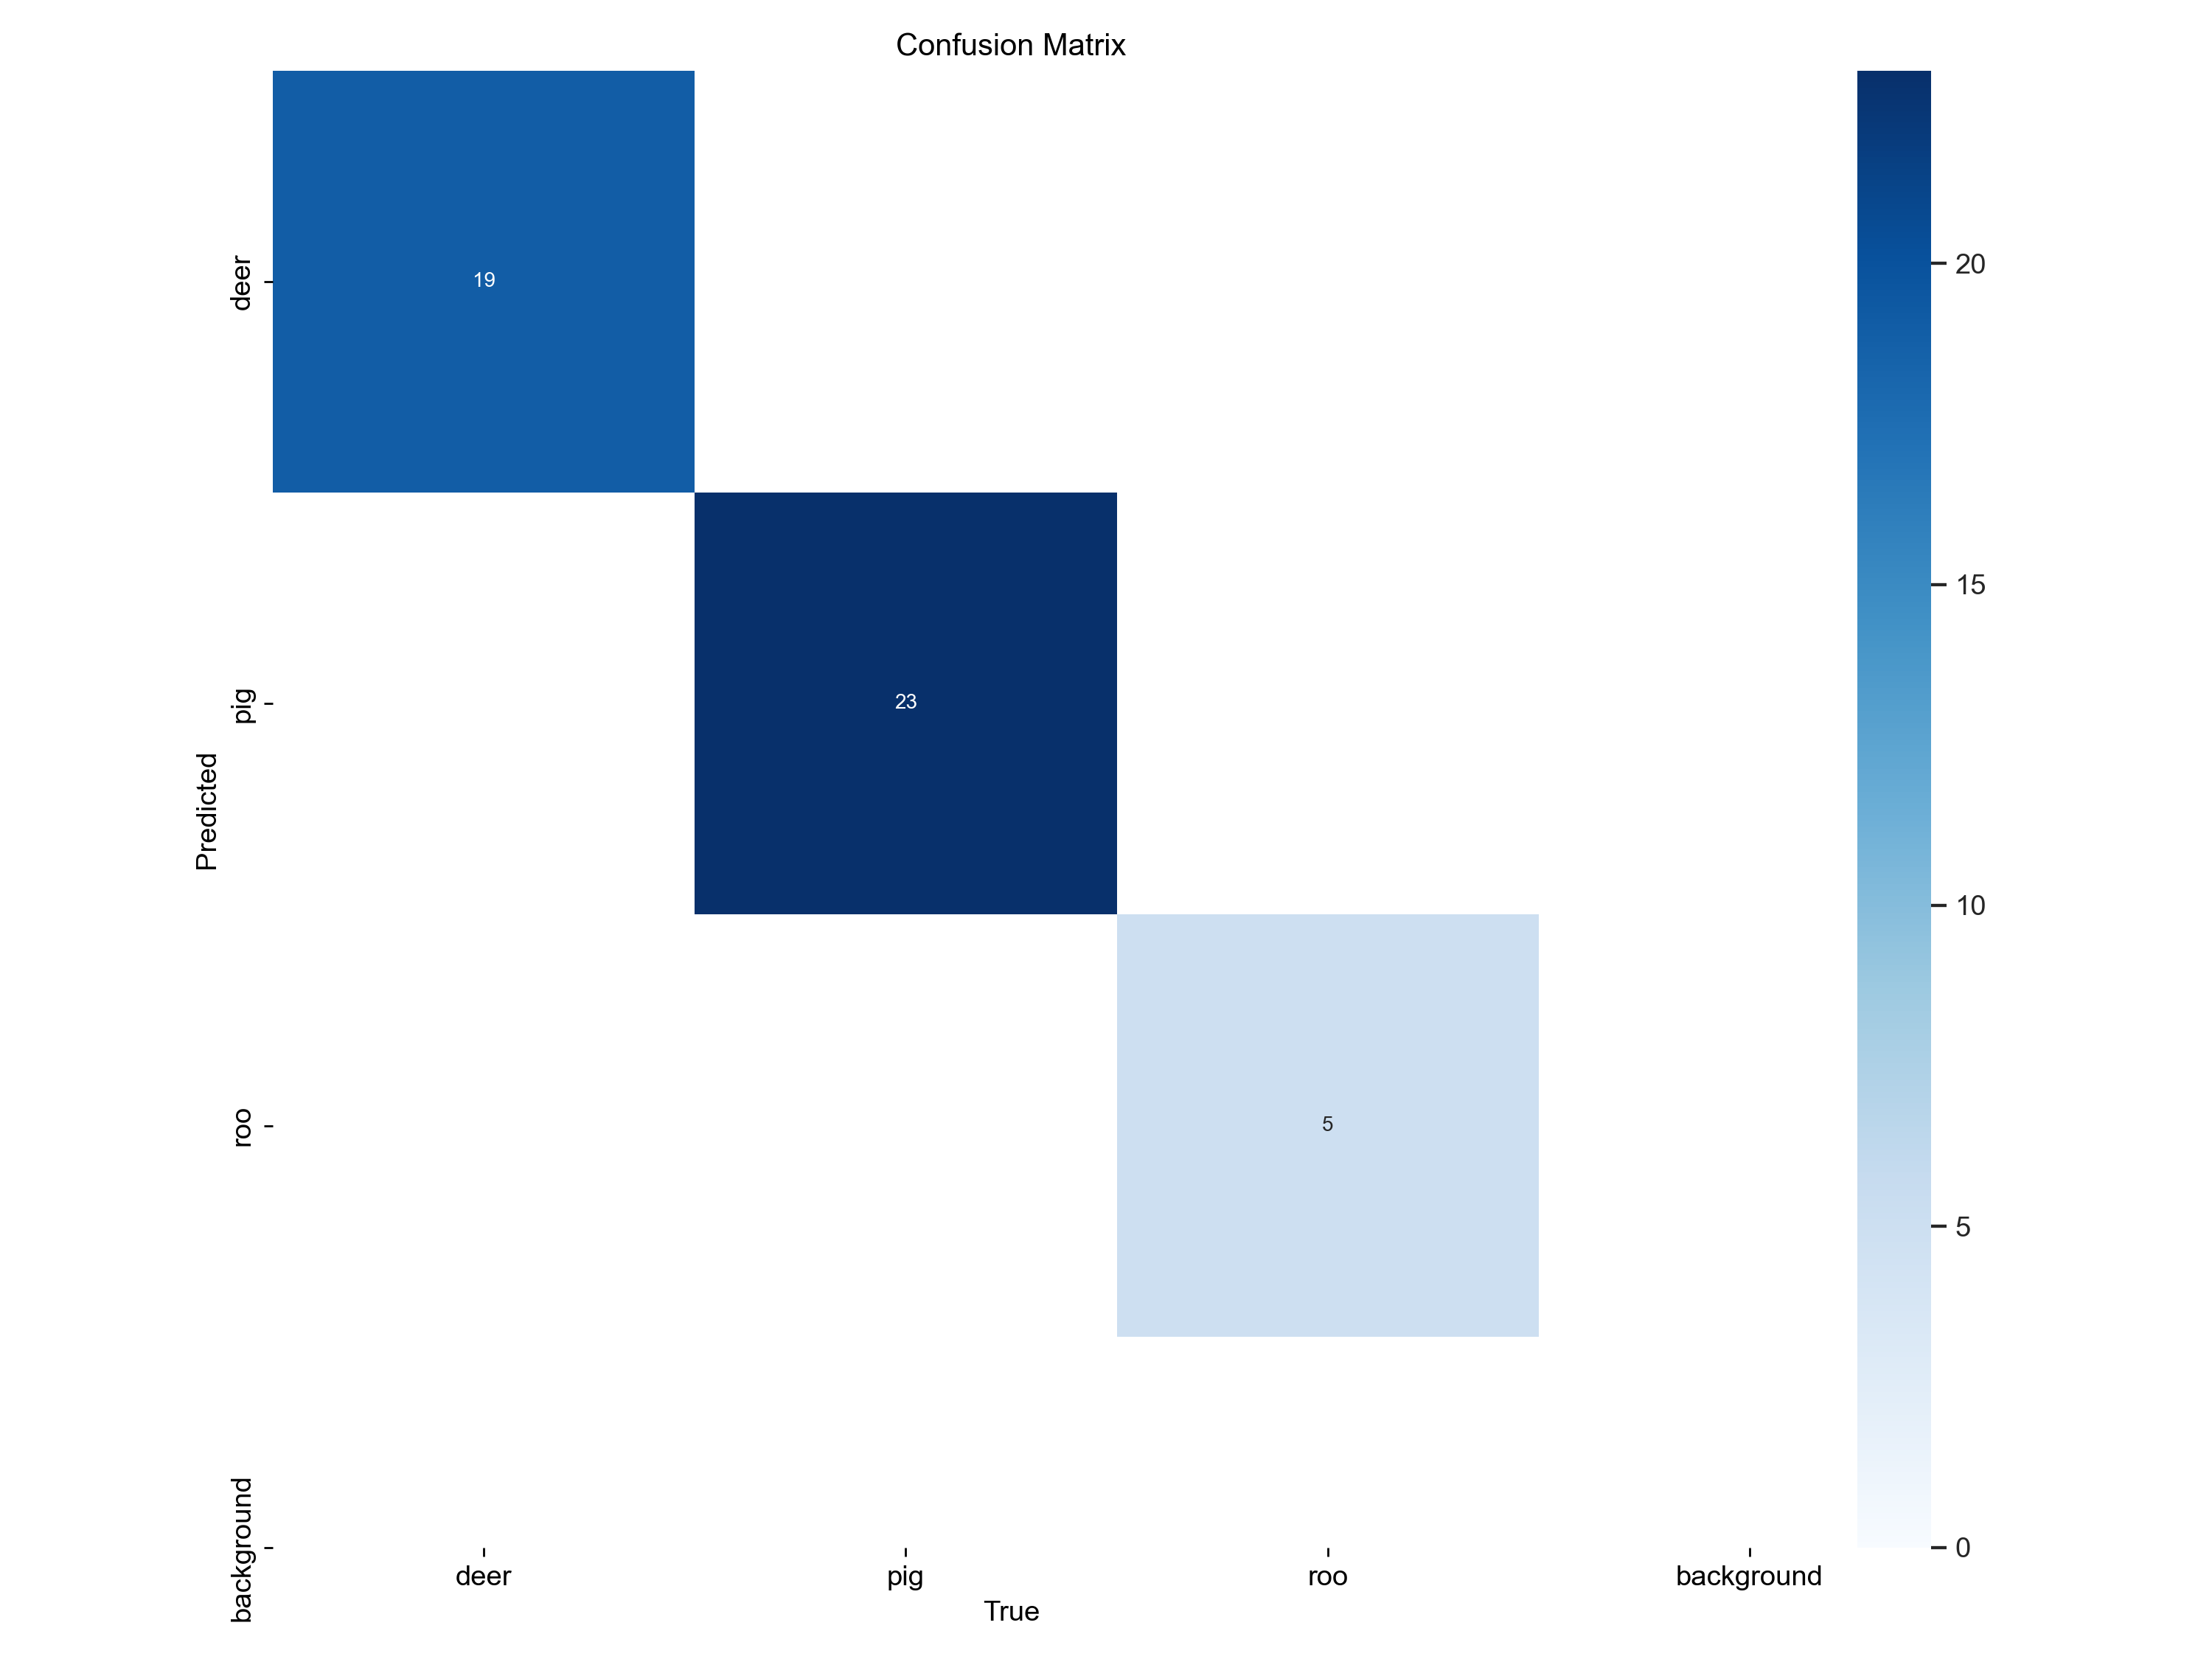 Confusion Matrix
deer
19
pig
23
roo
5
background
Predicted
deer pig roo background
True
20
15
10
5
0